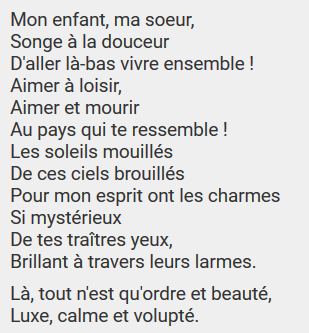 Mon enfant, ma soeur,
Songe à la douceur
D'aller là-bas vivre ensemble !
Aimer à loisir,
Aimer et mourir
Au pays qui te ressemble !
Les soleils mouillés
De ces ciels brouillés
Pour mon esprit ont les charmes
Si mystérieux
De tes traîtres yeux,
Brillant à travers leurs larmes.
Là, tout n'est qu'ordre et beauté,
Luxe, calme et volupté.